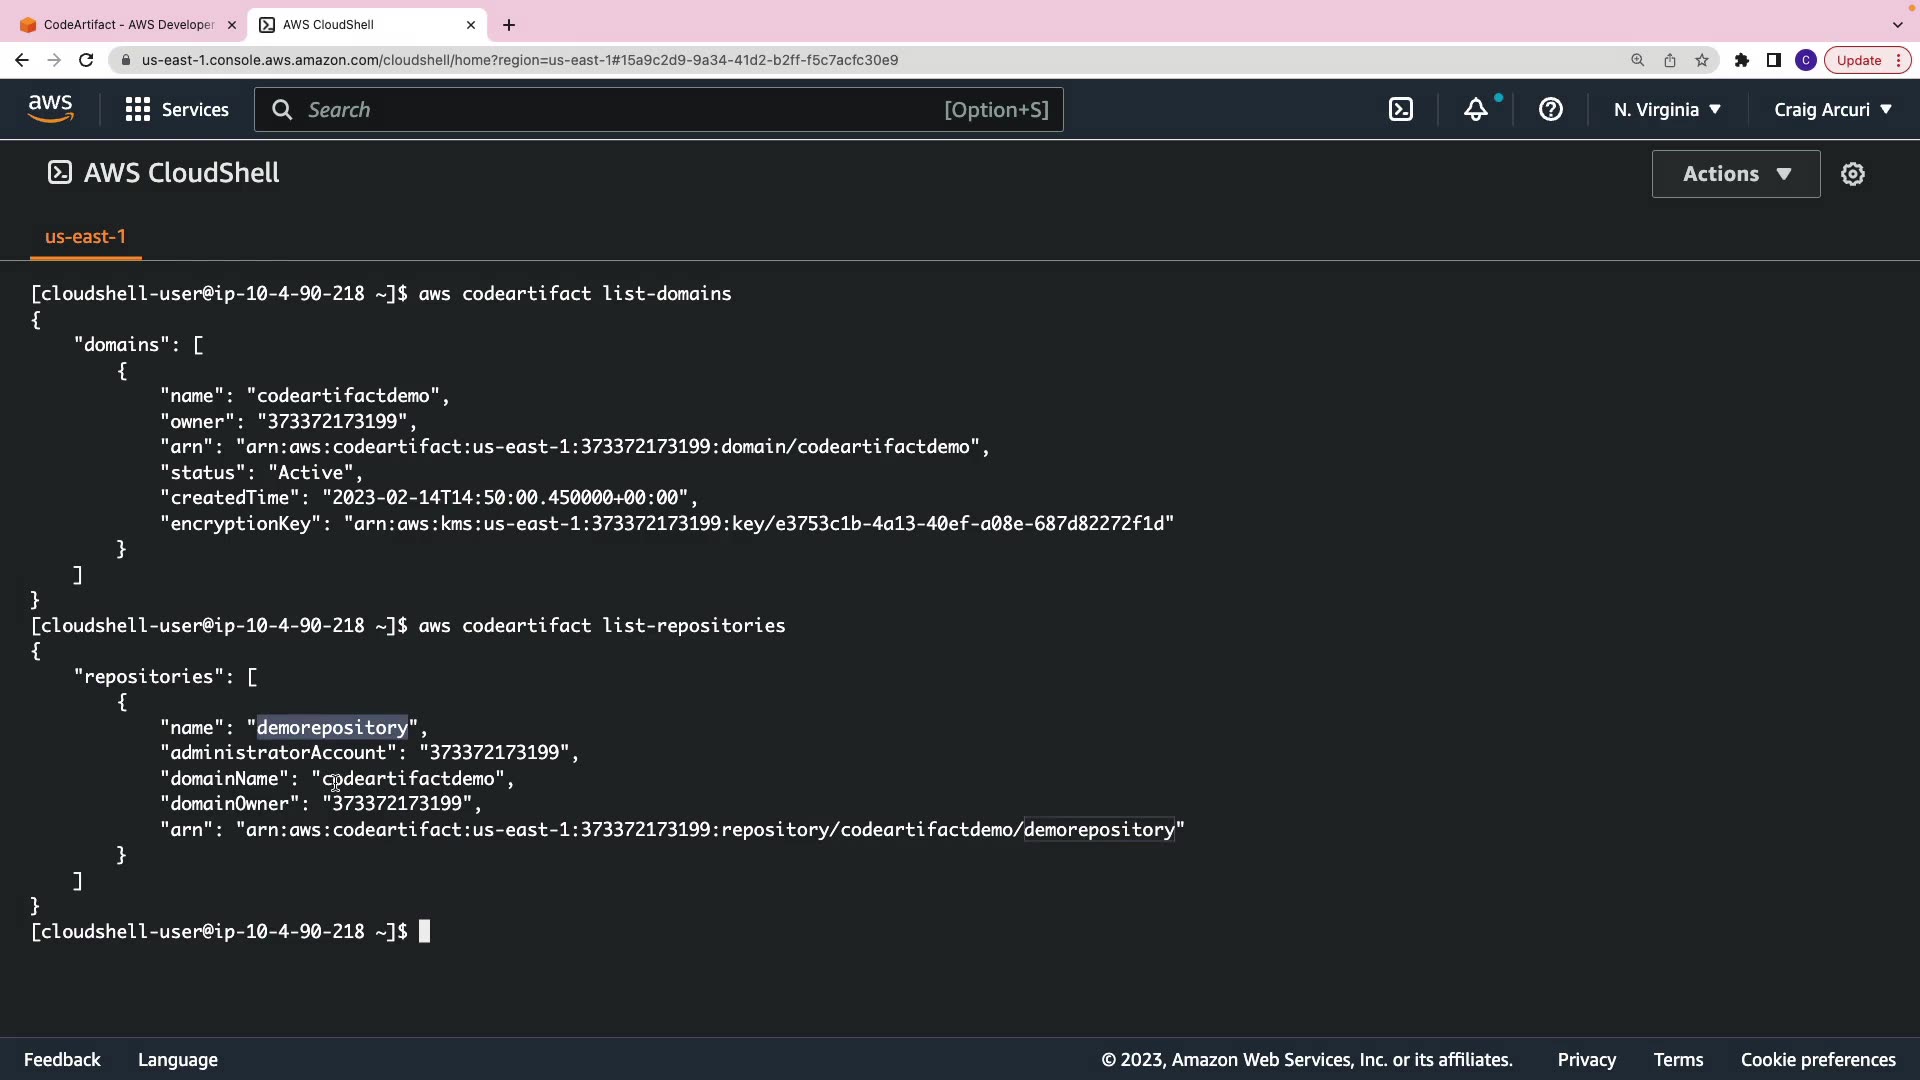 CodeArtifact - AWS Developer
AWS CloudShell
us-east-1.console.aws.amazon.com/cloudshell/home?region=us-east-1#15a9c2d9-9a34-41d2-b2ff-f5c7acfc30e9
C
Update
aws
Services
Search
[Option+S]
N. Virginia
Craig Arcuri
AWS CloudShell
Actions
us-east-1
[cloudshell-user@ip-10-4-90-218 ~]$ aws codeartifact list-domains
{
    "domains": [
        {
            "name": "codeartifactdemo",
            "owner": "373372173199",
            "arn": "arn:aws:codeartifact:us-east-1:373372173199:domain/codeartifactdemo",
            "status": "Active",
            "createdTime": "2023-02-14T14:50:00.450000+00:00",
            "encryptionKey": "arn:aws:kms:us-east-1:373372173199:key/e3753c1b-4a13-40ef-a08e-687d82272f1d"
        }
    ]
}
[cloudshell-user@ip-10-4-90-218 ~]$ aws codeartifact list-repositories
{
    "repositories": [
        {
            "name": "demorepository",
            "administratorAccount": "373372173199",
            "domainName": "codeartifactdemo",
            "domainOwner": "373372173199",
            "arn": "arn:aws:codeartifact:us-east-1:373372173199:repository/codeartifactdemo/demorepository"
        }
    ]
}
[cloudshell-user@ip-10-4-90-218 ~]$
Feedback
Language
© 2023, Amazon Web Services, Inc. or its affiliates.
Privacy
Terms
Cookie preferences